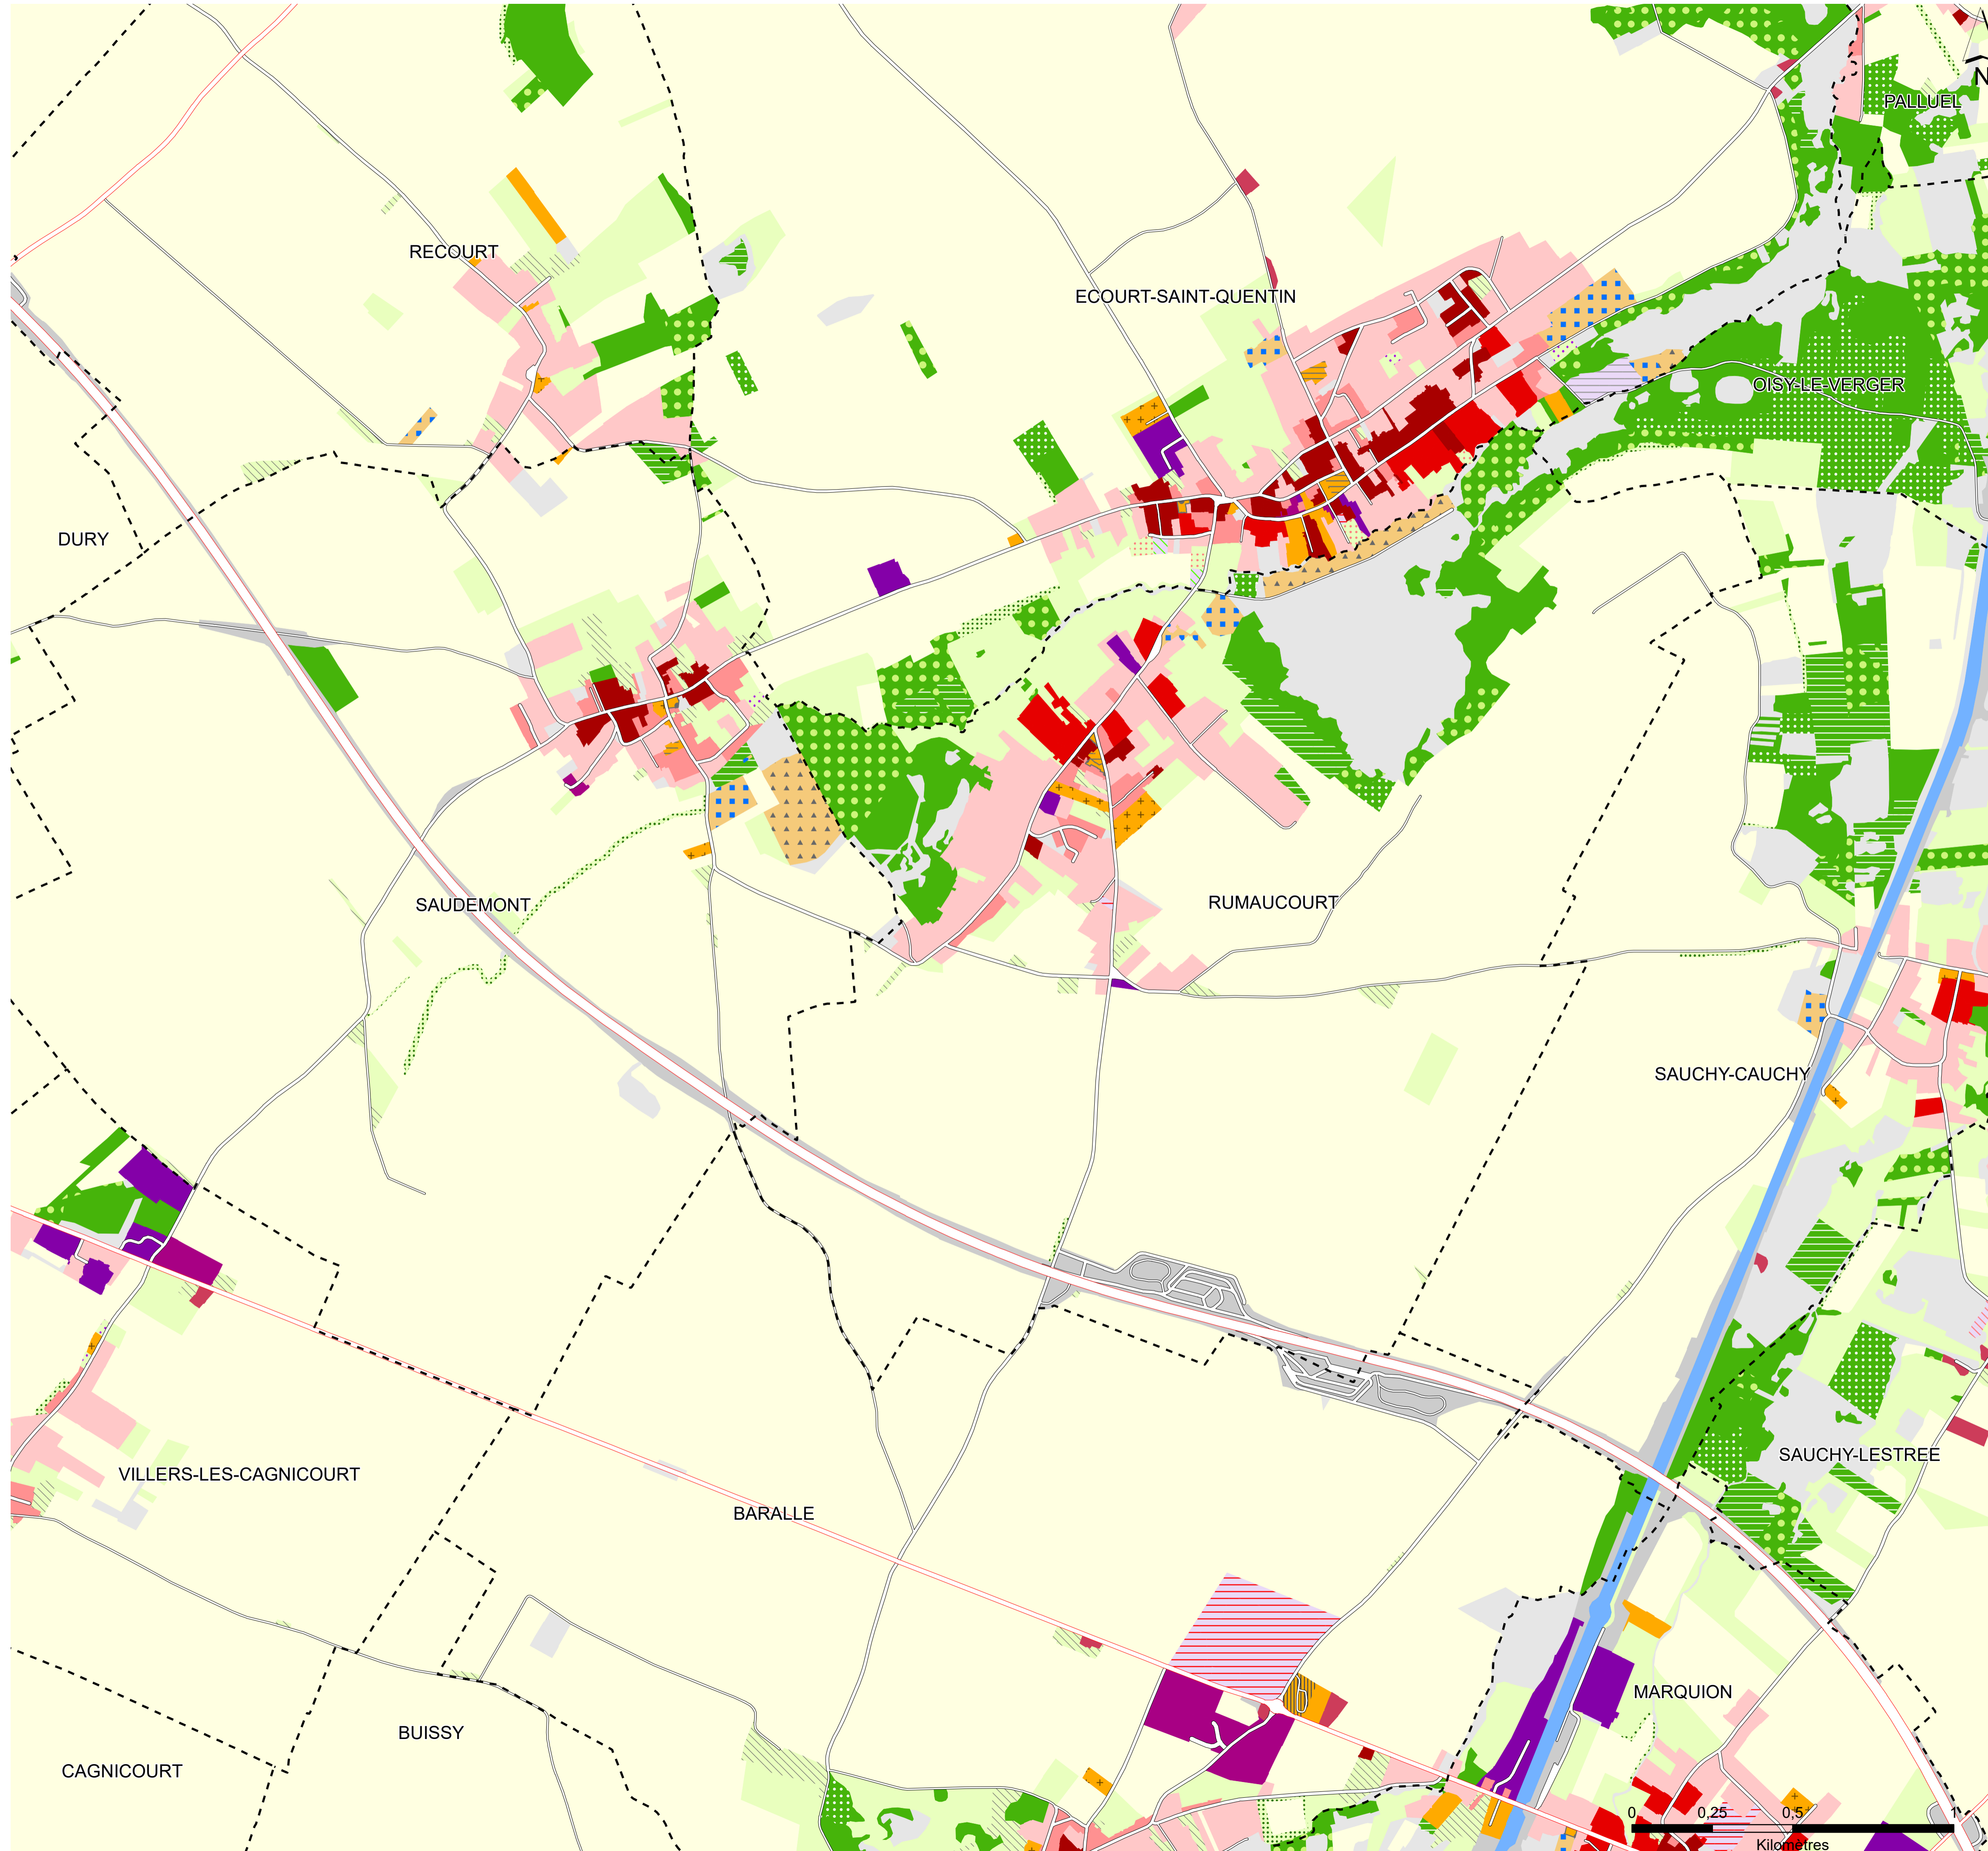 N
PALLUEL
RECOURT
ECOURT-SAINT-QUENTIN
OISY-LE-VERGER
DURY
SAUDEMONT
RUMAUCOURT
SAUCHY-CAUCHY
SAUCHY-LESTREE
VILLERS-LES-CAGNICOURT
BARALLE
MARQUION
BUISSY
CAGNICOURT
0 0,25 0,5 1
Kilomètres